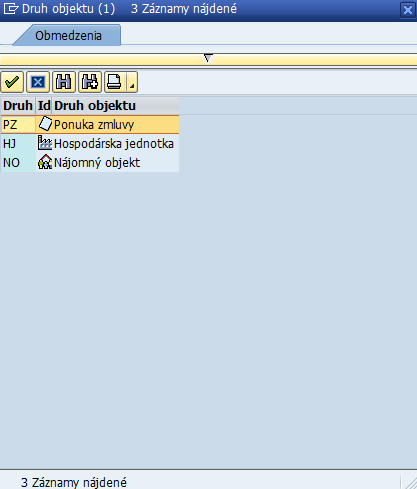 Druh objektu (1) 3 Záznamy nájdené
Obmedzenia
Druh Id Druh objektu
PZ Ponuka zmluvy
HJ Hospodárska jednotka
NO Nájomný objekt
3 Záznamy nájdené